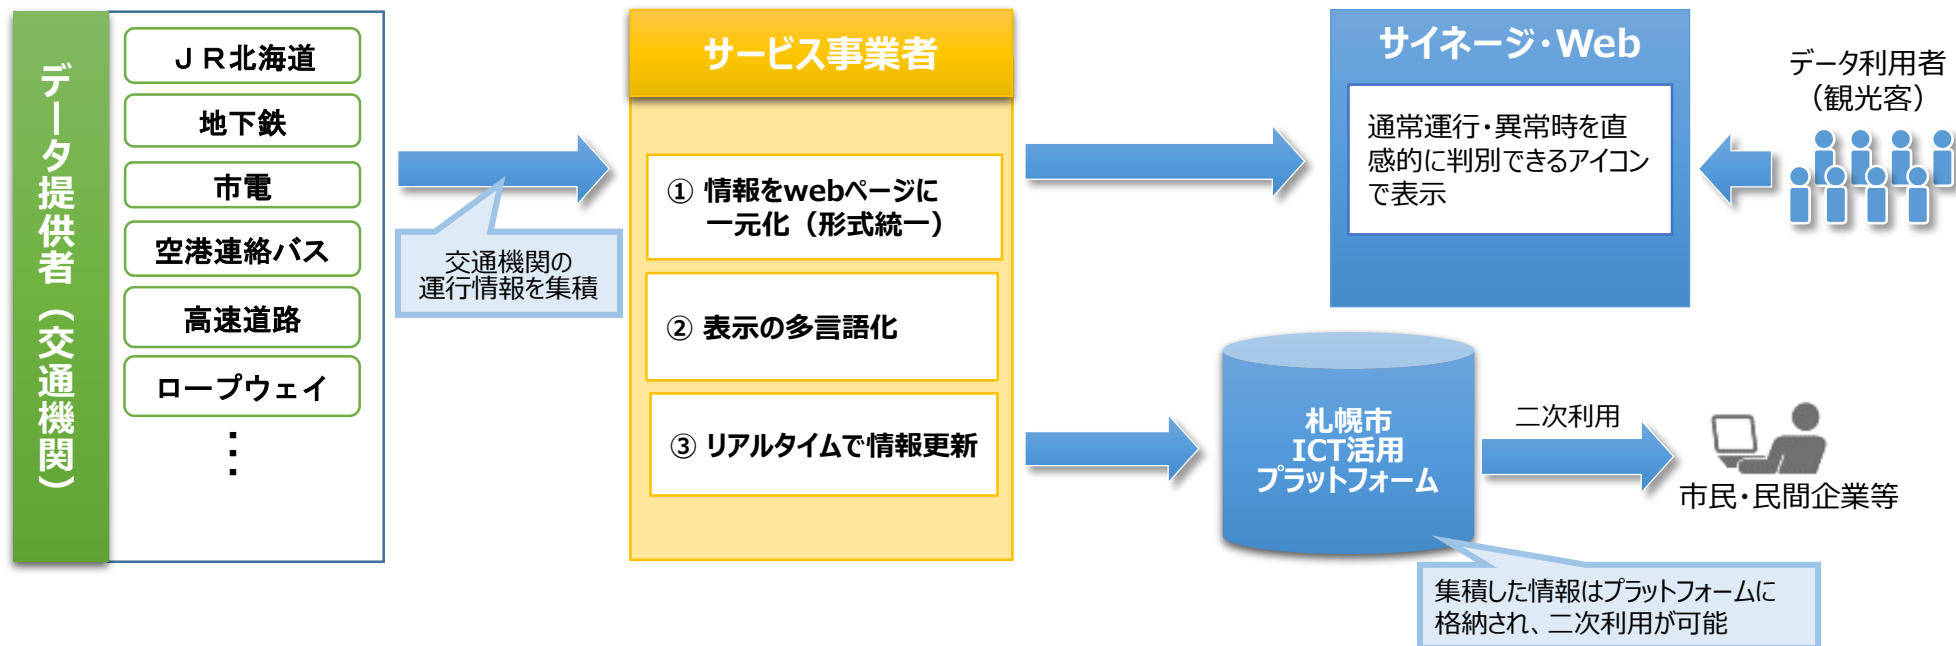 データ提供者（交通機関）
ＪＲ北海道
地下鉄
市電
空港連絡バス
高速道路
ロープウェイ
⋮
交通機関の
運行情報を集積
サービス事業者
① 情報をwebページに
一元化（形式統一）
② 表示の多言語化
③ リアルタイムで情報更新
サイネージ・Web
通常運行・異常時を直
感的に判別できるアイコン
で表示
データ利用者
（観光客）
札幌市
ICT活用
プラットフォーム
二次利用
市民・民間企業等
集積した情報はプラットフォームに
格納され、二次利用が可能